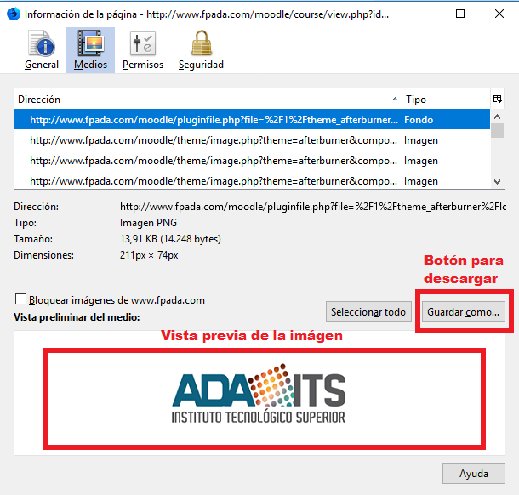 Información de la página - http://www.fpada.com/moodle/course/view.php?id...
General Medios Permisos Seguridad
Dirección Tipo
http://www.fpada.com/moodle/pluginfile.php?file=%2F1%2Ftheme_afterburner... Fondo
http://www.fpada.com/moodle/theme/image.php?theme=afterburner&compo... Imagen
http://www.fpada.com/moodle/theme/image.php?theme=afterburner&compo... Imagen
http://www.fpada.com/moodle/theme/image.php?theme=afterburner&compo... Imagen
Dirección: http://www.fpada.com/moodle/pluginfile.php?file=%2F1%2Ftheme_afterburner%2Flo
Tipo: Imagen PNG
Tamaño: 13,91 KB (14.248 bytes)
Dimensiones: 211px × 74px
Botón para
descargar
Bloquear imágenes de www.fpada.com
Vista preliminar del medio:
Seleccionar todo Guardar como...
Vista previa de la imágen
ADA ITS
INSTITUTO TECNOLÓGICO SUPERIOR
Ayuda